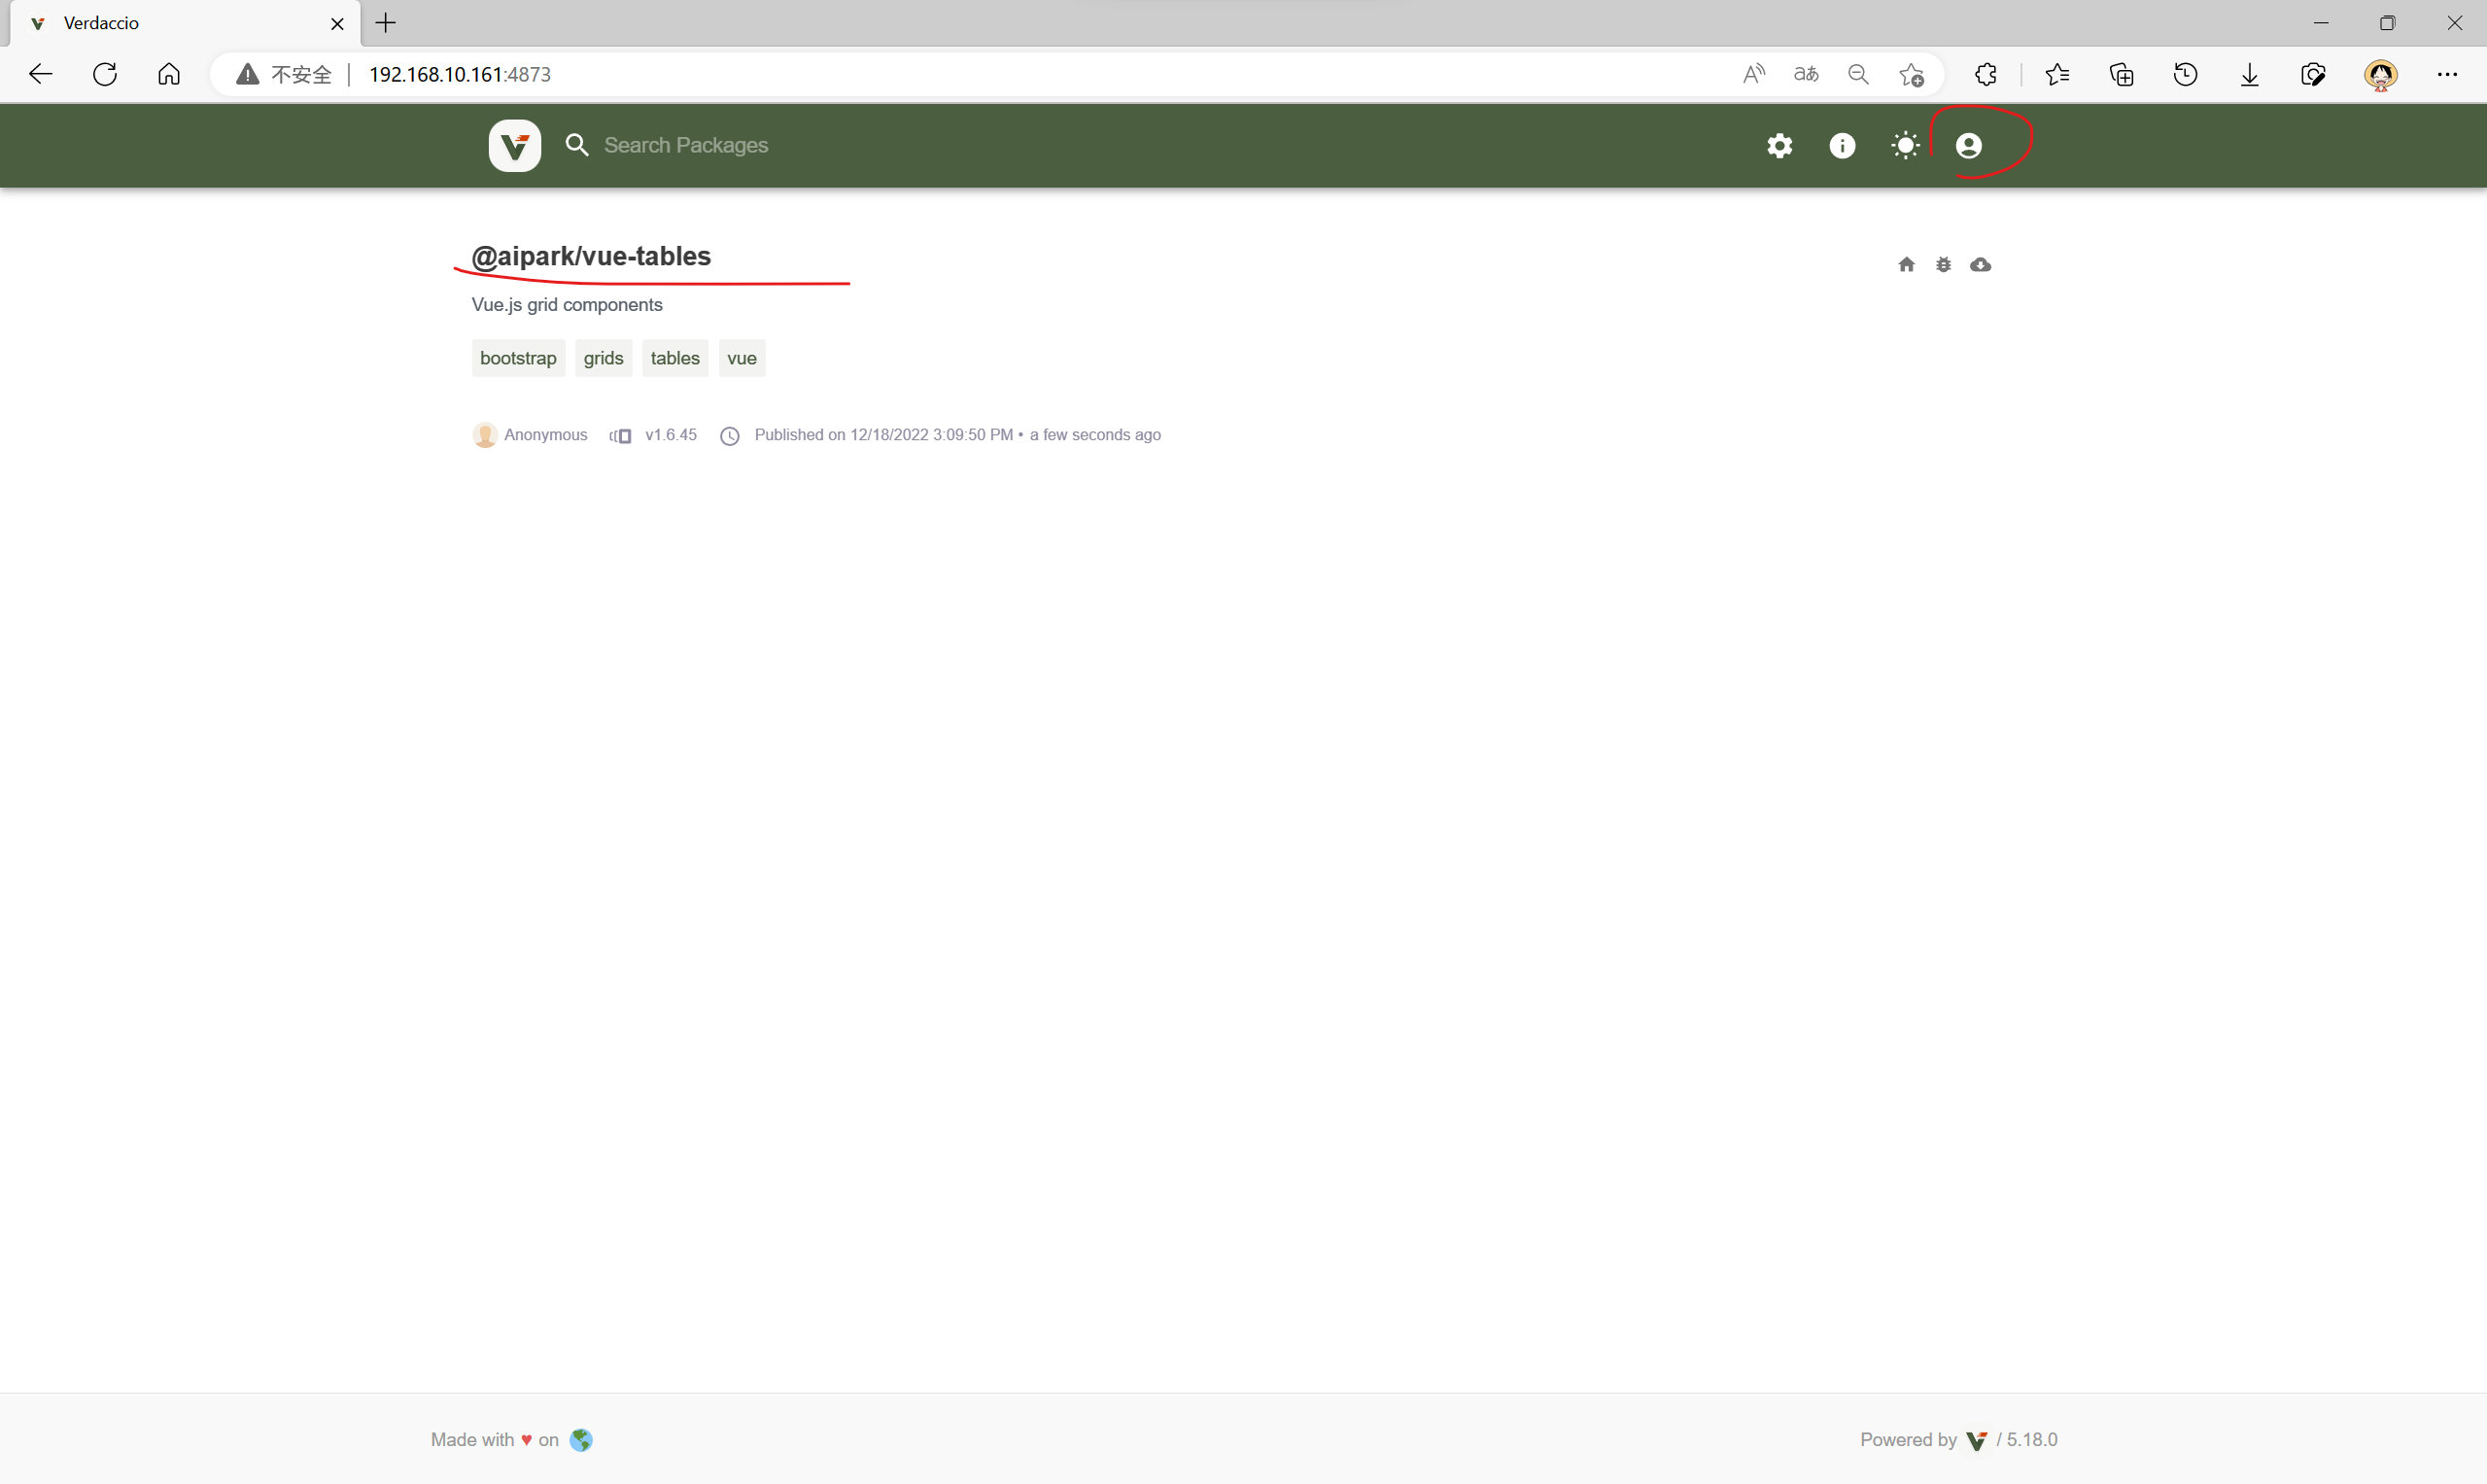 Verdaccio
不安全 192.168.10.161:4873
Search Packages
@aipark/vue-tables
Vue.js grid components
bootstrap grids tables vue
Anonymous v1.6.45 Published on 12/18/2022 3:09:50 PM • a few seconds ago
Made with ♥ on
Powered by / 5.18.0